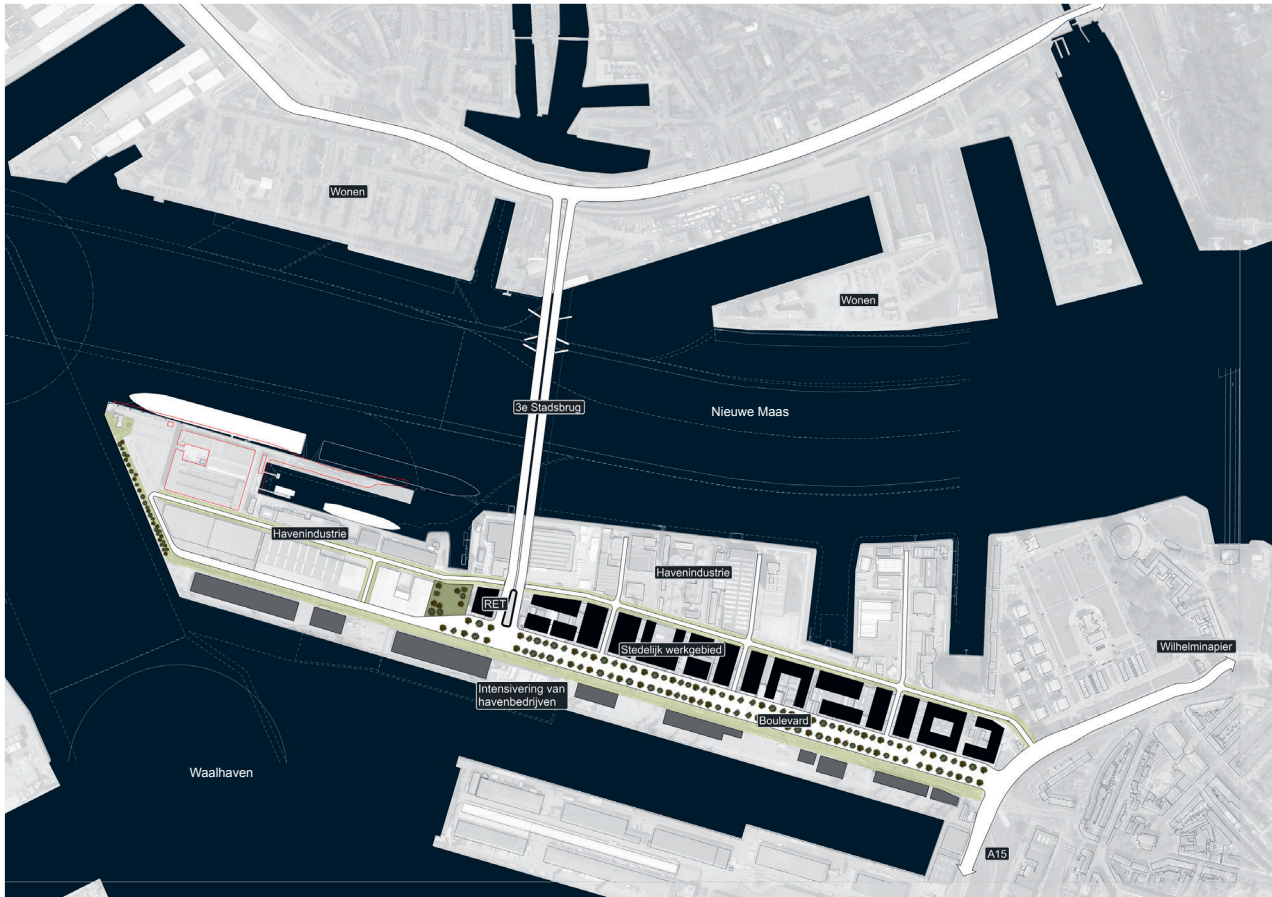 Wonen
Wonen
3e Stadsbrug
Nieuwe Maas
Havenindustrie
Havenindustrie
RET
Stedelijk werkgebied
Wilhelminapier
Intensivering van
havenbedrijven
Boulevard
Waalhaven
A15